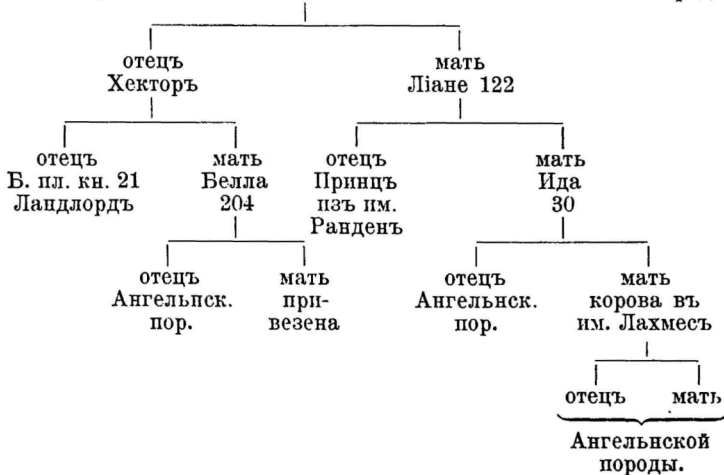 отецъ мать
Хекторъ Ліане 122
отецъ мать отецъ мать
Б. пл. кн. 21 Белла Принцъ Ида
Ландлордъ 204 изъ им. 30
Ранденъ
отецъ мать отецъ мать
Ангельнск. при- Ангельнск. корова въ
пор. везена пор. им. Лахмесъ
отецъ мать
Ангельнской
породы.